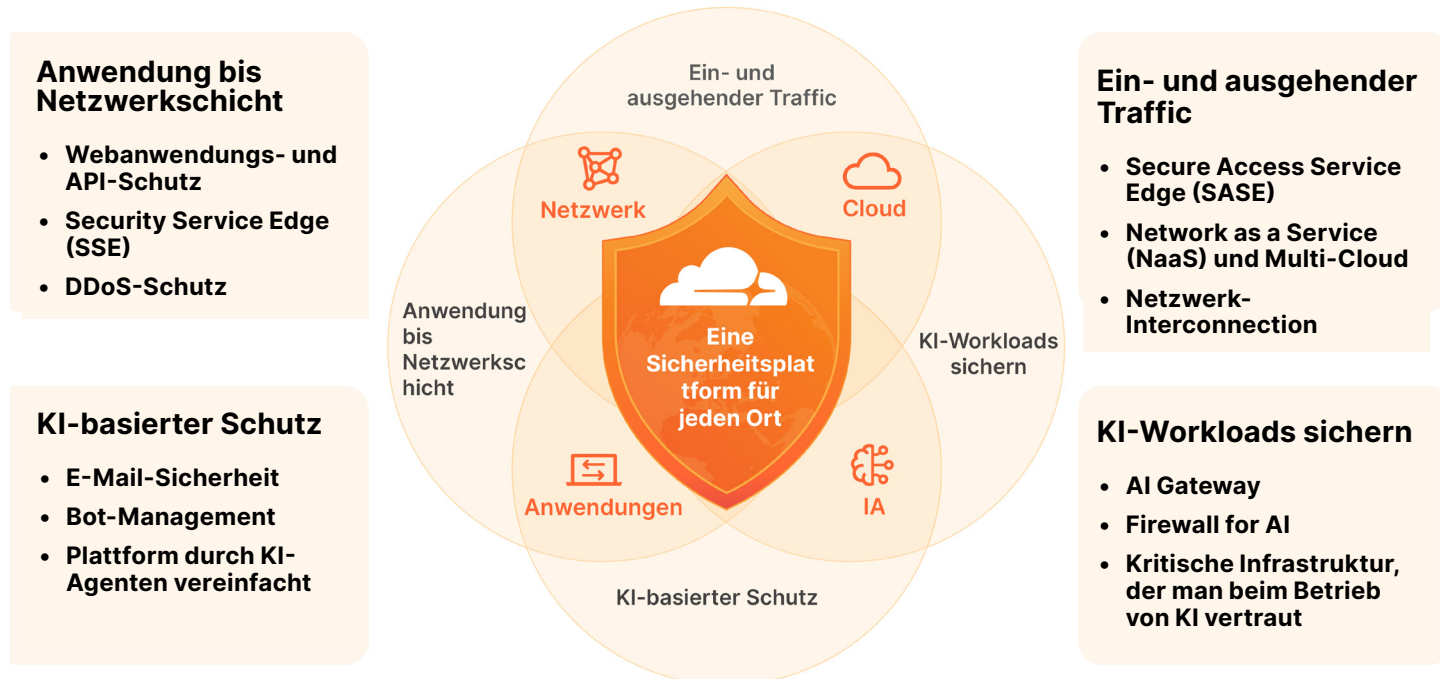 Anwendung bis
Netzwerkschicht
• Webanwendungs- und
API-Schutz
• Security Service Edge
(SSE)
• DDoS-Schutz
KI-basierter Schutz
• E-Mail-Sicherheit
• Bot-Management
• Plattform durch KI-
Agenten vereinfacht
Ein- und
ausgehender Traffic
Netzwerk
Cloud
Anwendung
bis
Netzwerksc
hicht
Eine
Sicherheitsplat
tform für
jeden Ort
KI-Workloads
sichern
Anwendungen
IA
KI-basierter Schutz
Ein- und ausgehender
Traffic
• Secure Access Service
Edge (SASE)
• Network as a Service
(NaaS) und Multi-Cloud
• Netzwerk-
Interconnection
KI-Workloads sichern
• AI Gateway
• Firewall for AI
• Kritische Infrastruktur,
der man beim Betrieb
von KI vertraut